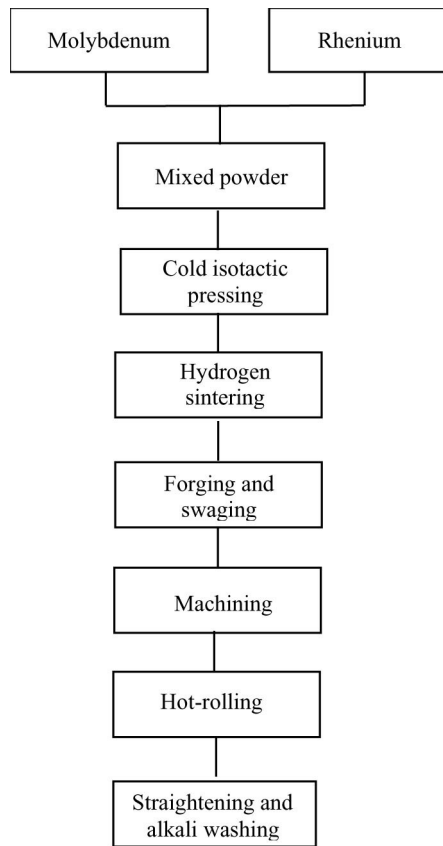 Molybdenum
Rhenium
Mixed powder
Cold isotactic
pressing
Hydrogen
sintering
Forging and
swaging
Machining
Hot-rolling
Straightening and
alkali washing